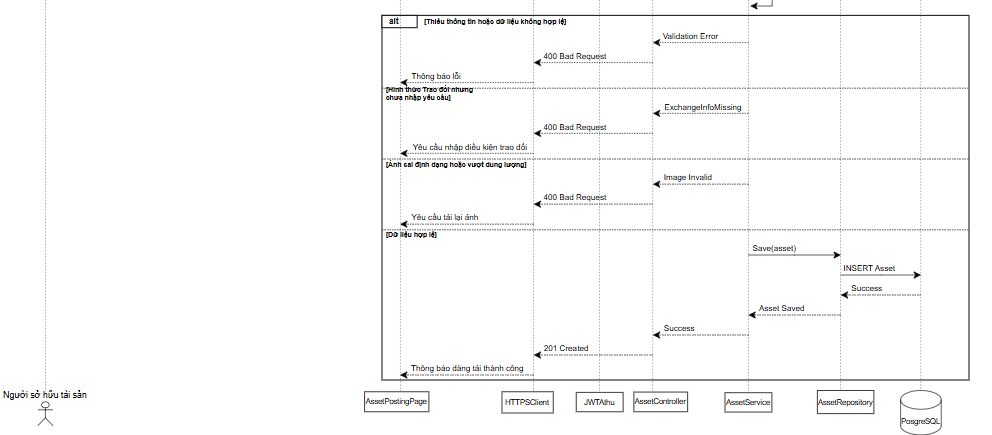 alt
[Thiếu thông tin hoặc dữ liệu không hợp lệ]
Validation Error
400 Bad Request
Thông báo lỗi
[Hình thức Trao đổi nhưng
chưa nhập yêu cầu]
ExchangeInfoMissing
400 Bad Request
Yêu cầu nhập điều kiện trao đổi
[Ảnh sai định dạng hoặc vượt dung lượng]
Image Invalid
400 Bad Request
Yêu cầu tải lại ảnh
[Dữ liệu hợp lệ]
Save(asset)
INSERT Asset
Success
Asset Saved
Success
201 Created
Thông báo đăng tải thành công
Người sở hữu tài sản
AssetPostingPage
HTTPSClient
JWTAthu
AssetController
AssetService
AssetRepository
PosgreSQL